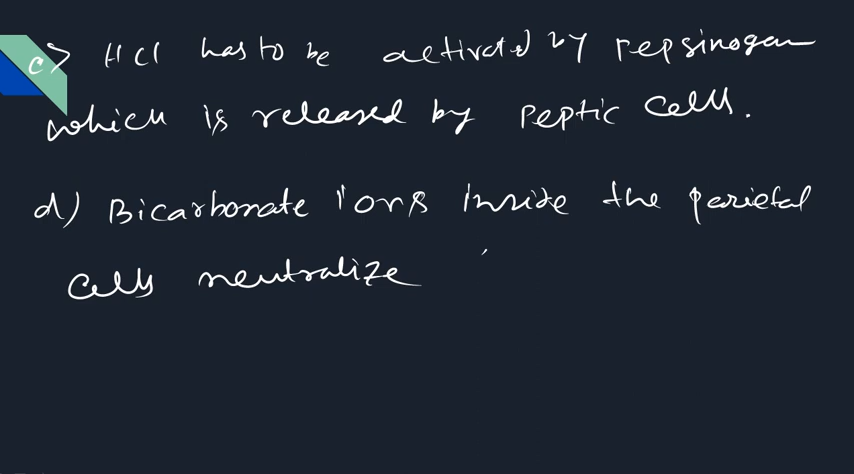 c) HCl has to be activated by pepsinogen
which is released by peptic cells.
d) Bicarbonate ions inside the parietal
cells neutralize